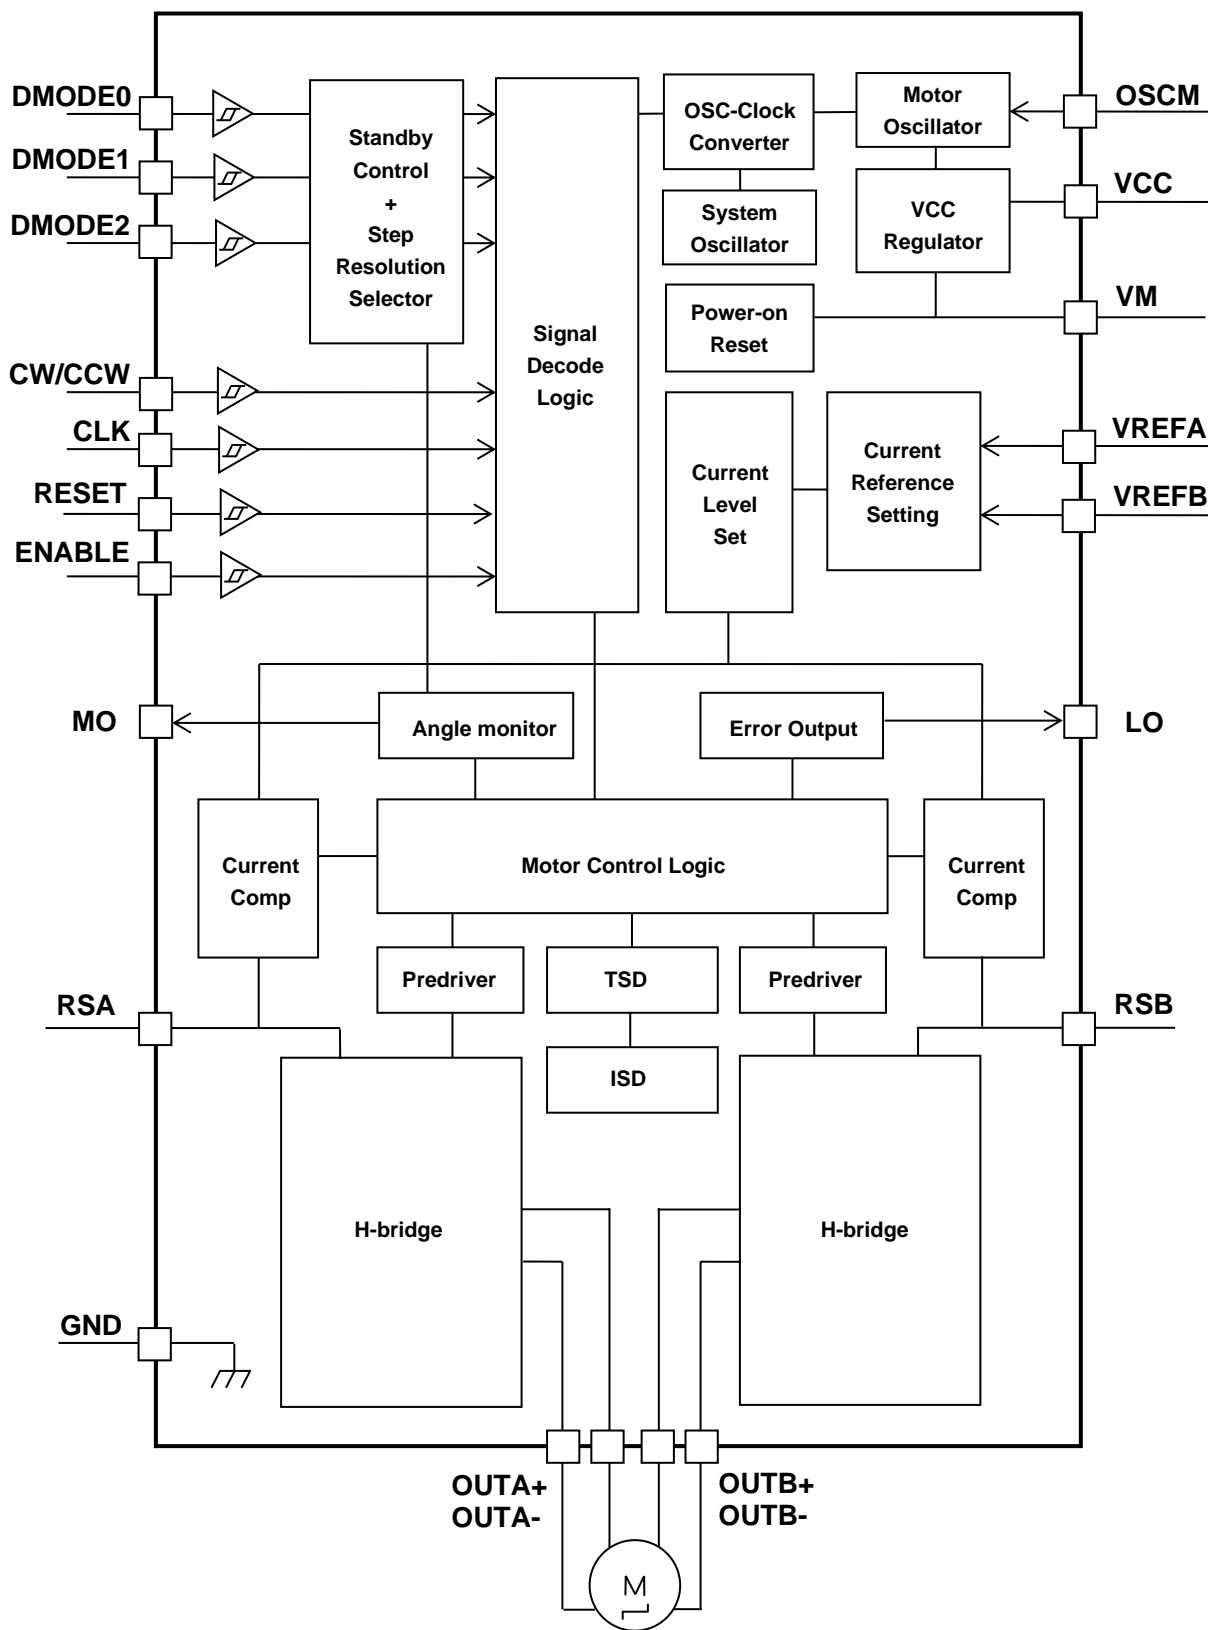 DMODE0
DMODE1
DMODE2
Standby
Control
+
Step
Resolution
Selector
CW/CCW
CLK
RESET
ENABLE
Signal
Decode
Logic
OSC-Clock
Converter
Motor
Oscillator
OSCM
System
Oscillator
VCC
Regulator
VCC
Power-on
Reset
VM
Current
Level
Set
Current
Reference
Setting
VREFA
VREFB
MO
Angle monitor
Error Output
LO
Current
Comp
Motor Control Logic
Current
Comp
Predriver
TSD
Predriver
RSA
RSB
ISD
H-bridge
H-bridge
GND
OUTA+
OUTA-
OUTB+
OUTB-
M